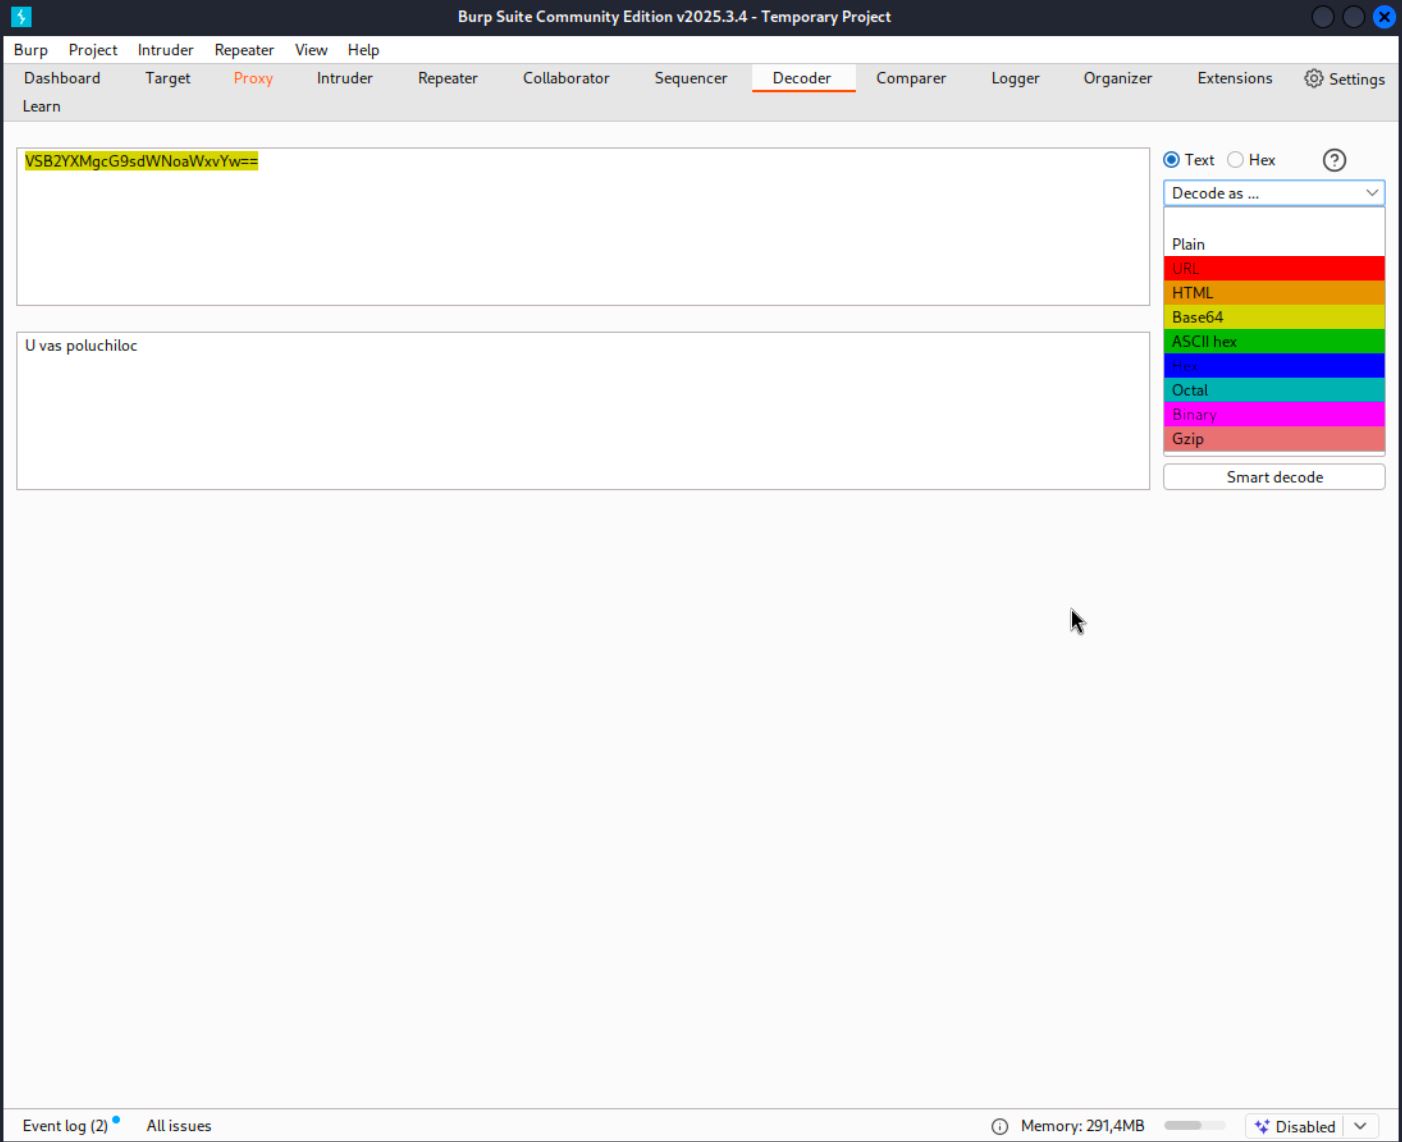 Burp Suite Community Edition v2025.3.4 - Temporary Project
Burp Project Intruder Repeater View Help
Dashboard Target Proxy Intruder Repeater Collaborator Sequencer Decoder Comparer Logger Organizer Extensions Settings
Learn
VSB2YXMgcG9sdWNoaWxvYw==
Text Hex ?
Decode as ...
Plain
URL
HTML
Base64
ASCII hex
Hex
Octal
Binary
Gzip
U vas poluchiloc
Smart decode
Event log (2) All issues Memory: 291,4MB Disabled